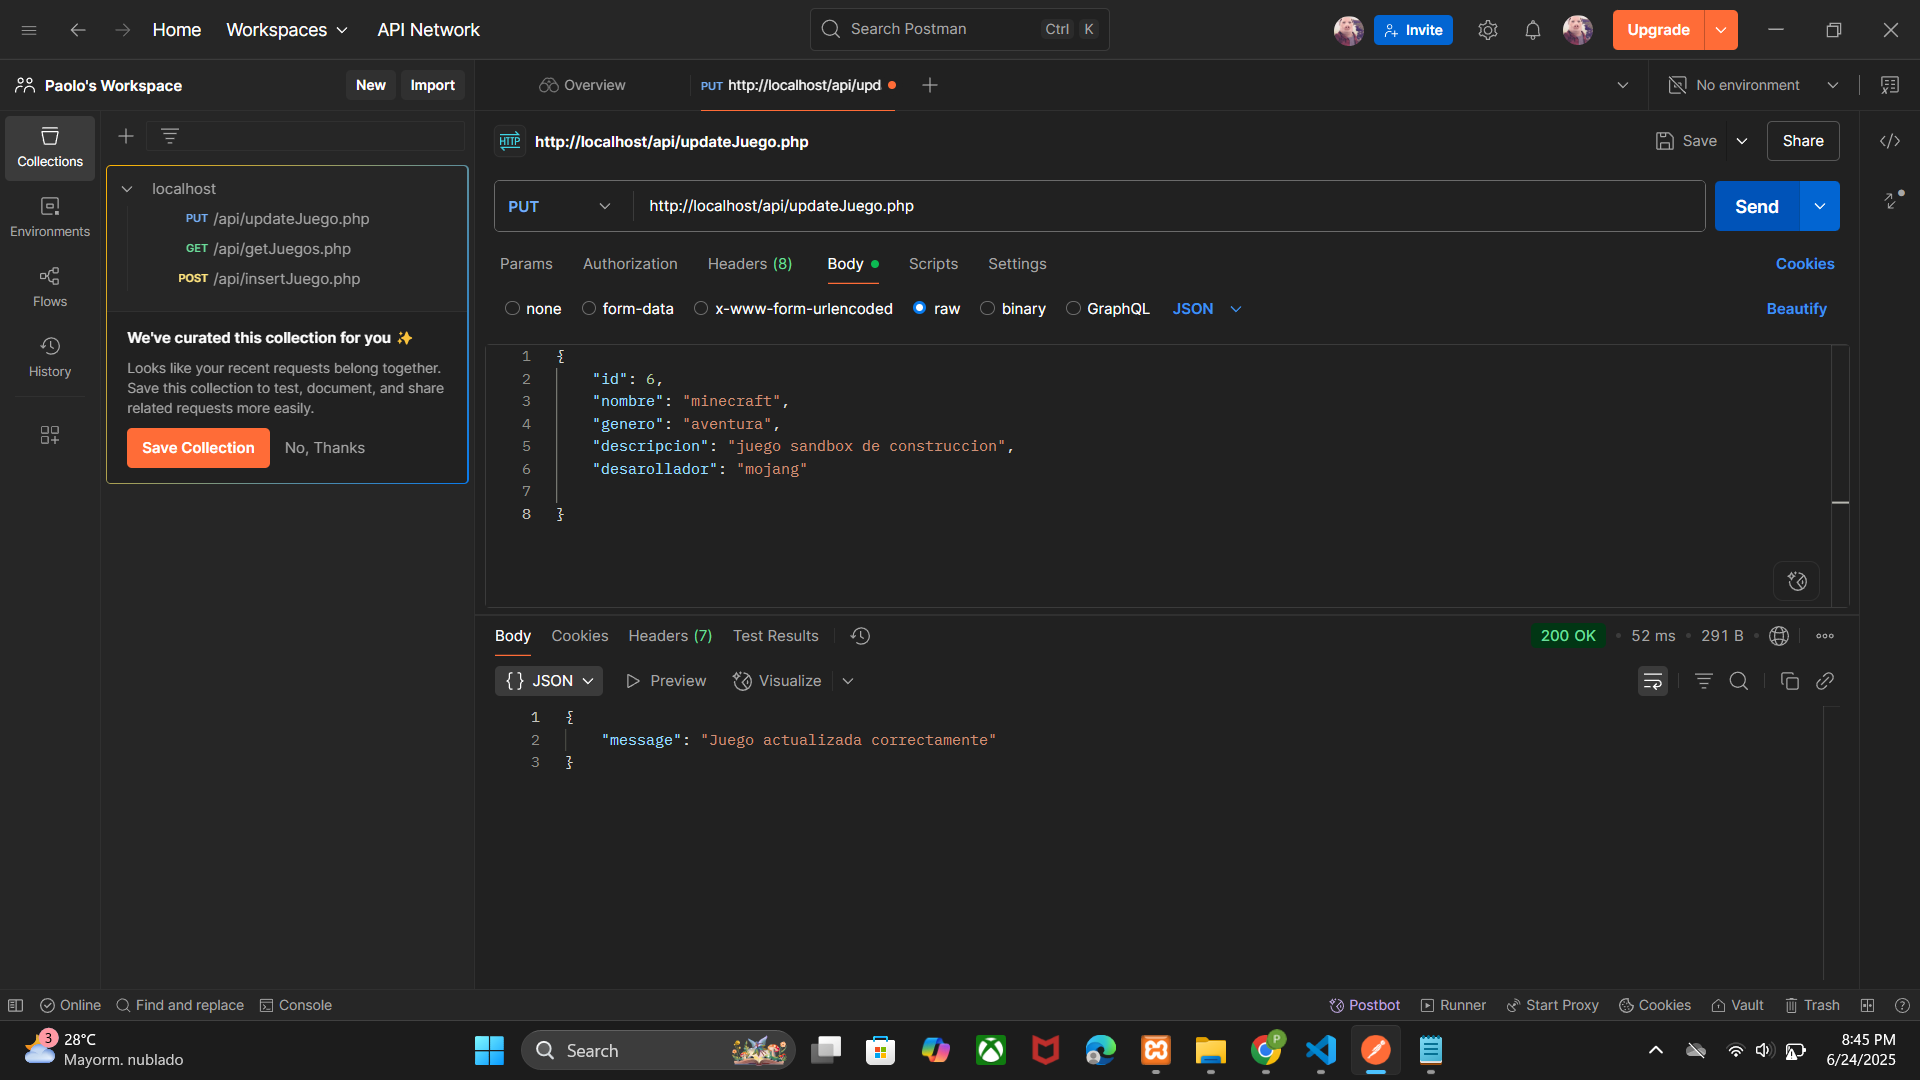 Home
Workspaces
API Network
Search Postman
Ctrl K
Invite
Upgrade
Paolo's Workspace
New
Import
Overview
PUT http://localhost/api/upd
No environment
Collections
Environments
Flows
History
localhost
PUT /api/updateJuego.php
GET /api/getJuegos.php
POST /api/insertJuego.php
We've curated this collection for you ✨
Looks like your recent requests belong together.
Save this collection to test, document, and share
related requests more easily.
Save Collection
No, Thanks
HTTP http://localhost/api/updateJuego.php
Save
Share
PUT
http://localhost/api/updateJuego.php
Send
Params
Authorization
Headers (8)
Body
Scripts
Settings
Cookies
none
form-data
x-www-form-urlencoded
raw
binary
GraphQL
JSON
Beautify
1 {
2 "id": 6,
3 "nombre": "minecraft",
4 "genero": "aventura",
5 "descripcion": "juego sandbox de construccion",
6 "desarollador": "mojang"
7
8 }
Body
Cookies
Headers (7)
Test Results
200 OK
52 ms
291 B
{} JSON
Preview
Visualize
1 {
2 "message": "Juego actualizada correctamente"
3 }
Online
Find and replace
Console
Postbot
Runner
Start Proxy
Cookies
Vault
Trash
3
28°C
Mayorm. nublado
Search
P
8:45 PM
6/24/2025